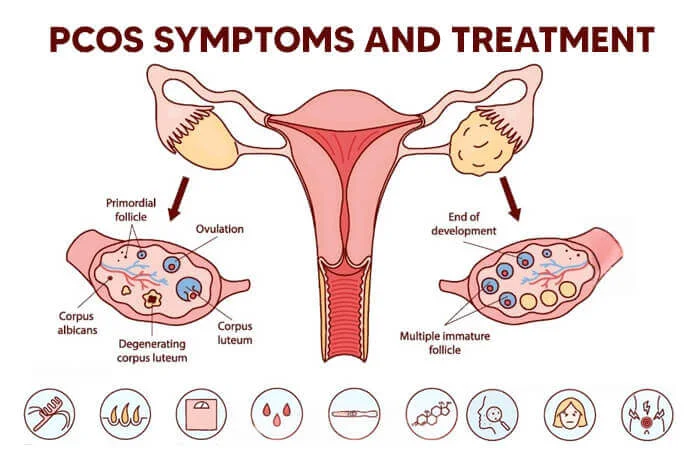 PCOS SYMPTOMS AND TREATMENT
Primordial
follicle
Ovulation
Corpus
albicans
Degenerating
corpus luteum
Corpus
luteum
End of
development
Multiple immature
follicle